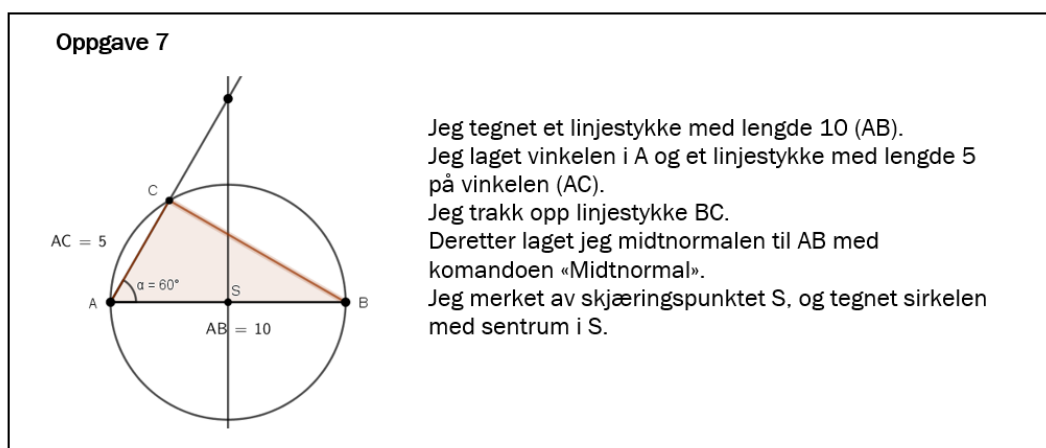 Oppgave 7
C
AC = 5
α = 60°
A
S
B
AB = 10
Jeg tegnet et linjestykke med lengde 10 (AB).
Jeg laget vinkelen i A og et linjestykke med lengde 5
på vinkelen (AC).
Jeg trakk opp linjestykke BC.
Deretter laget jeg midtnormalen til AB med
komandoen «Midtnormal».
Jeg merket av skjæringspunktet S, og tegnet sirkelen
med sentrum i S.